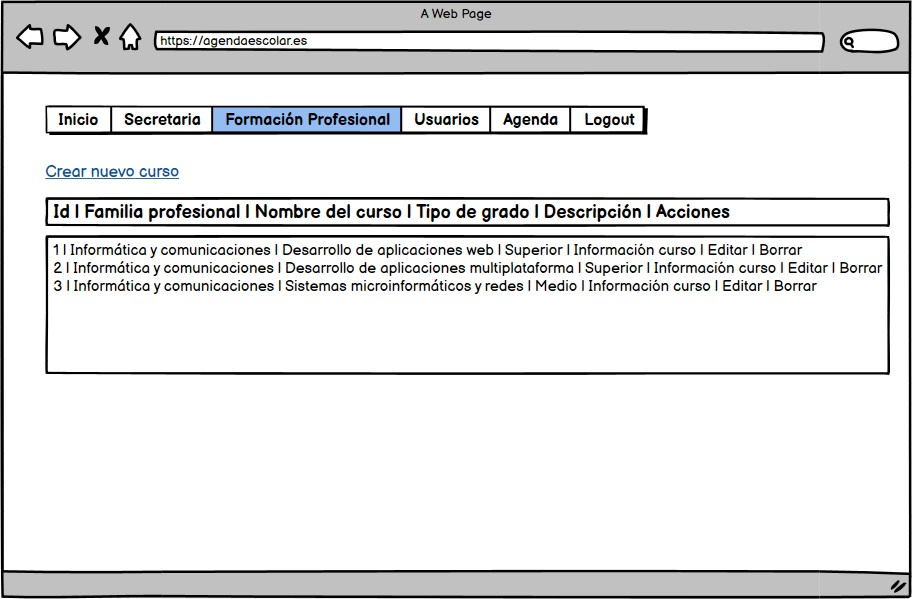 A Web Page
https://agendaescolar.es
Inicio Secretaria Formación Profesional Usuarios Agenda Logout
Crear nuevo curso
Id | Familia profesional | Nombre del curso | Tipo de grado | Descripción | Acciones
1 | Informática y comunicaciones | Desarrollo de aplicaciones web | Superior | Información curso | Editar | Borrar
2 | Informática y comunicaciones | Desarrollo de aplicaciones multiplataforma | Superior | Información curso | Editar | Borrar
3 | Informática y comunicaciones | Sistemas microinformáticos y redes | Medio | Información curso | Editar | Borrar